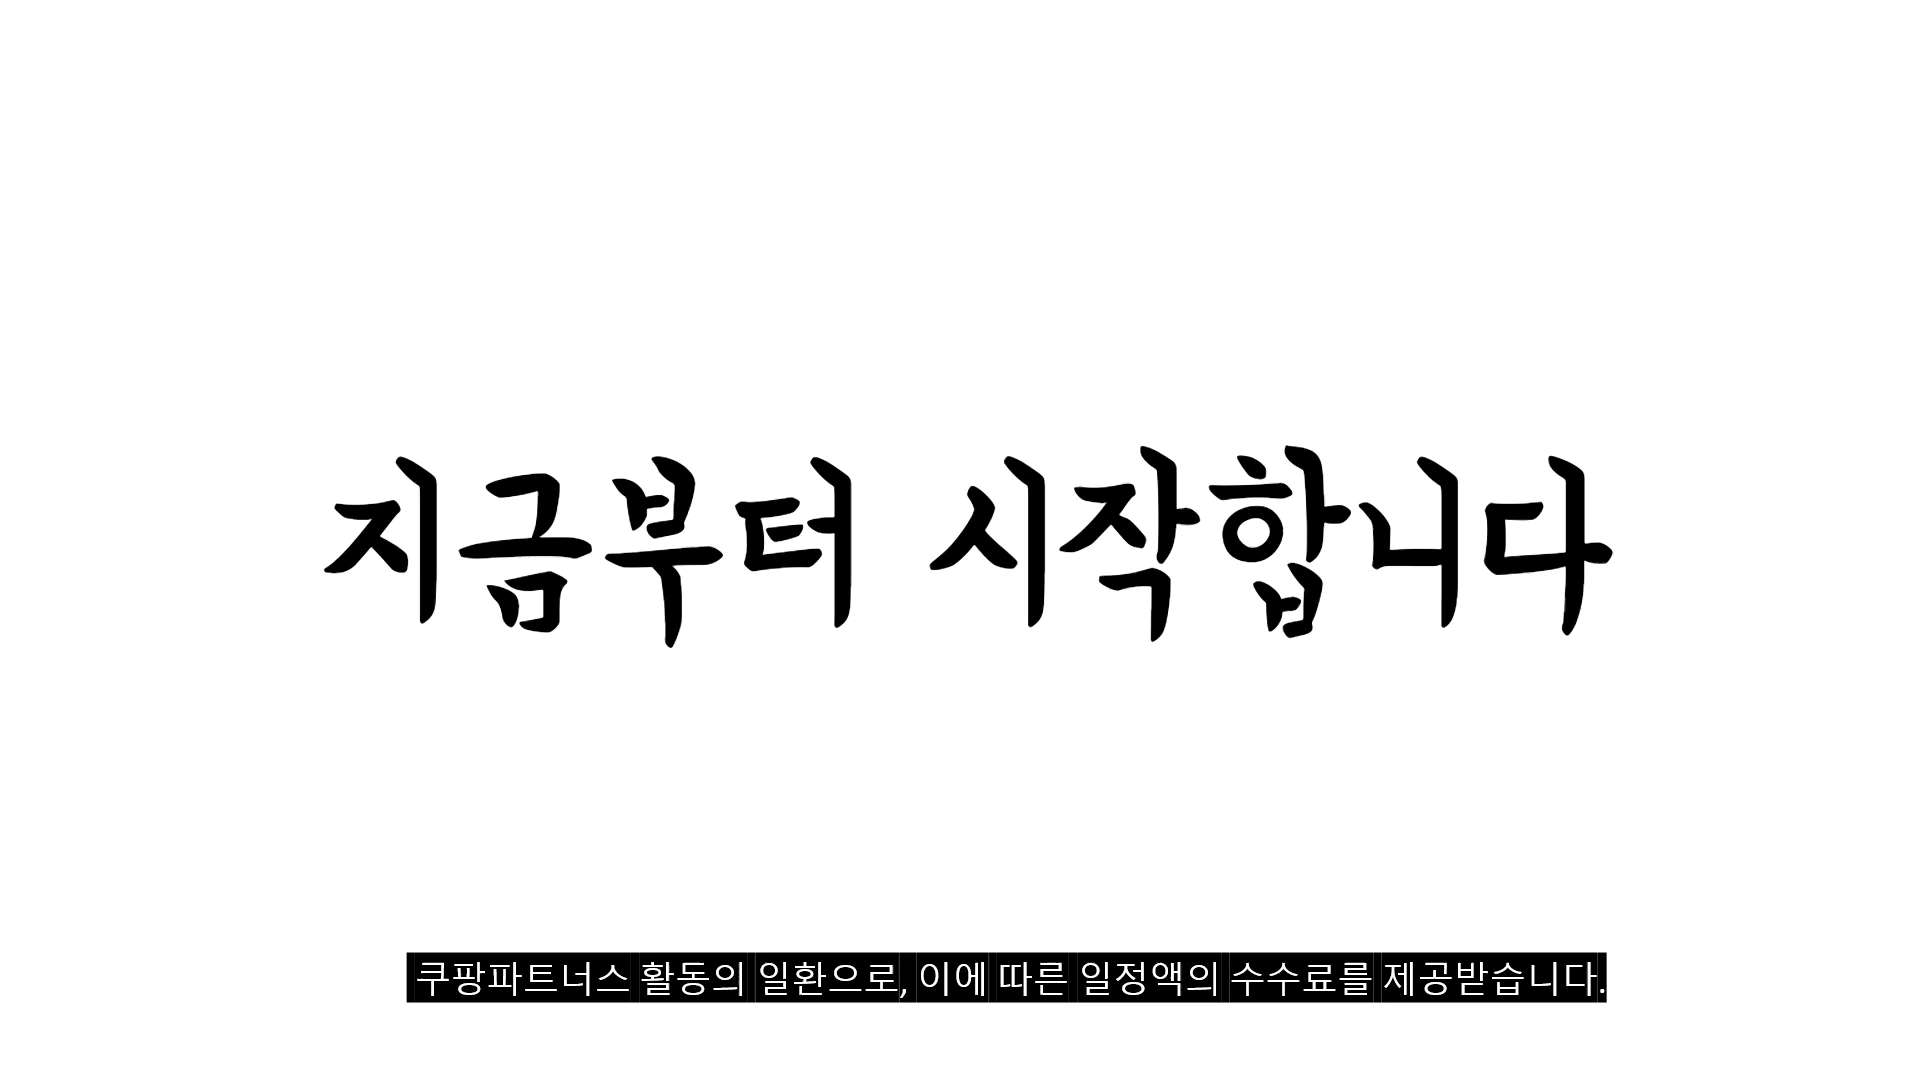 지금부터 시작합니다
쿠팡파트너스 활동의 일환으로, 이에 따른 일정액의 수수료를 제공받습니다.